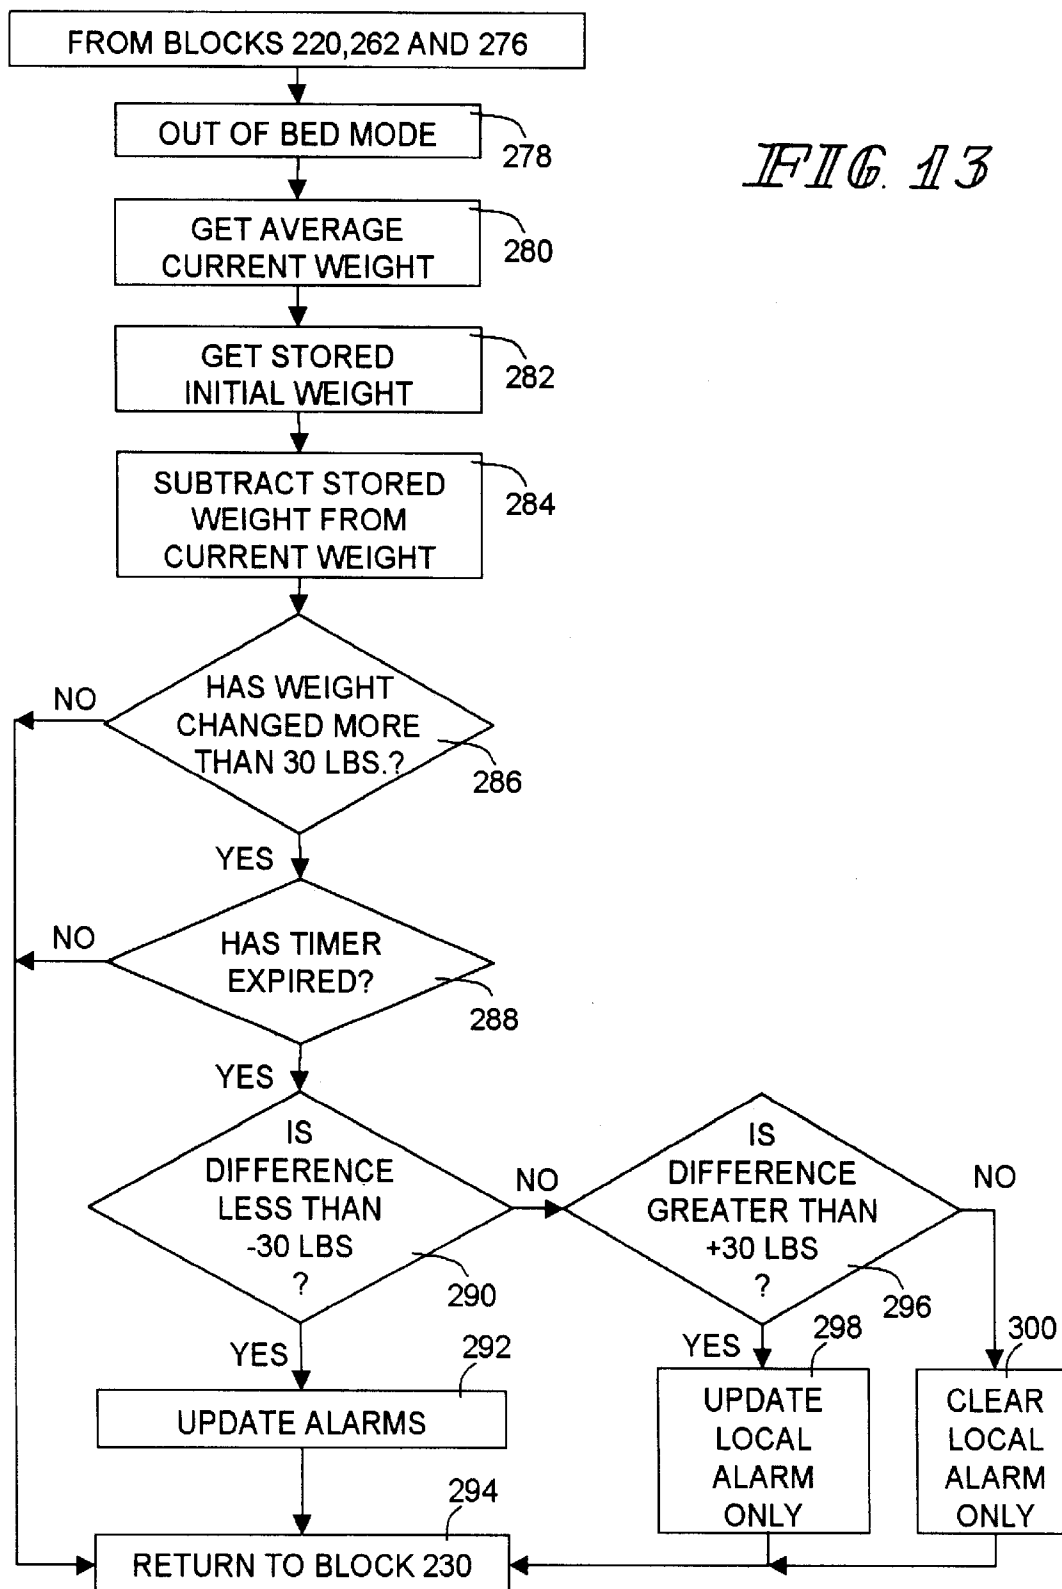 FROM BLOCKS 220,262 AND 276
FIG. 13
OUT OF BED MODE
278
GET AVERAGE
CURRENT WEIGHT
280
GET STORED
INITIAL WEIGHT
282
SUBTRACT STORED
WEIGHT FROM
CURRENT WEIGHT
284
NO
HAS WEIGHT
CHANGED MORE
THAN 30 LBS.?
286
YES
NO
HAS TIMER
EXPIRED?
288
YES
IS
DIFFERENCE
LESS THAN
-30 LBS
?
290
NO
IS
DIFFERENCE
GREATER THAN
+30 LBS
?
296
NO
YES
292
UPDATE ALARMS
YES
298
UPDATE
LOCAL
ALARM
ONLY
300
CLEAR
LOCAL
ALARM
ONLY
294
RETURN TO BLOCK 230